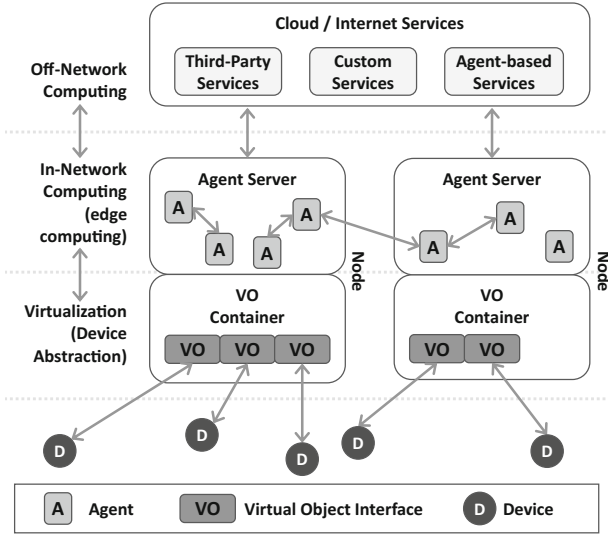 Cloud / Internet Services
Third-Party
Services
Custom
Services
Agent-based
Services
Off-Network
Computing
In-Network
Computing
(edge
computing)
Agent Server
A
A
A
A
Node
Agent Server
A
A
A
Node
Virtualization
(Device
Abstraction)
VO
Container
VO VO VO
VO
Container
VO VO
D
D
D
D
D
A Agent VO Virtual Object Interface D Device